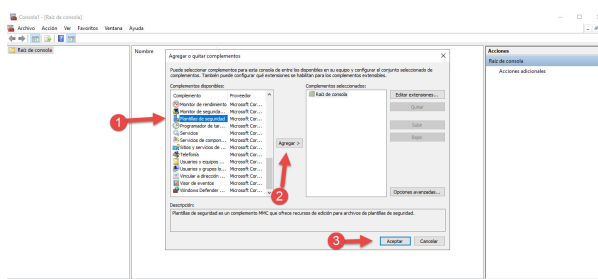 Consola1 - [Raíz de consola]
Archivo Acción Ver Favoritos Ventana Ayuda
Raíz de consola
Nombre
Acciones
Raíz de consola
Acciones adicionales
Agregar o quitar complementos
Puede seleccionar complementos para esta consola de entre los disponibles en su equipo y configurar el conjunto seleccionado de
complementos. También puede configurar qué extensiones se habilitan para los complementos extensibles.
Complementos disponibles:
Complemento Proveedor
Monitor de rendimiento Microsoft Cor...
Monitor de segurida... Microsoft Cor...
Plantillas de seguridad Microsoft Cor...
Programador de tar... Microsoft Cor...
Servicios Microsoft Cor...
Servicios de compon... Microsoft Cor...
Sitios y servicios de ... Microsoft Cor...
Telefonía Microsoft Cor...
Usuarios y equipos ... Microsoft Cor...
Usuarios y grupos lo... Microsoft Cor...
Vincular a dirección ... Microsoft Cor...
Visor de eventos Microsoft Cor...
Windows Defender ... Microsoft Cor...
Agregar >
Complementos seleccionados:
Raíz de consola
Editar extensiones...
Quitar
Subir
Bajar
Opciones avanzadas...
Descripción:
Plantillas de seguridad es un complemento MMC que ofrece recursos de edición para archivos de plantillas de seguridad.
Aceptar Cancelar
1
2
3